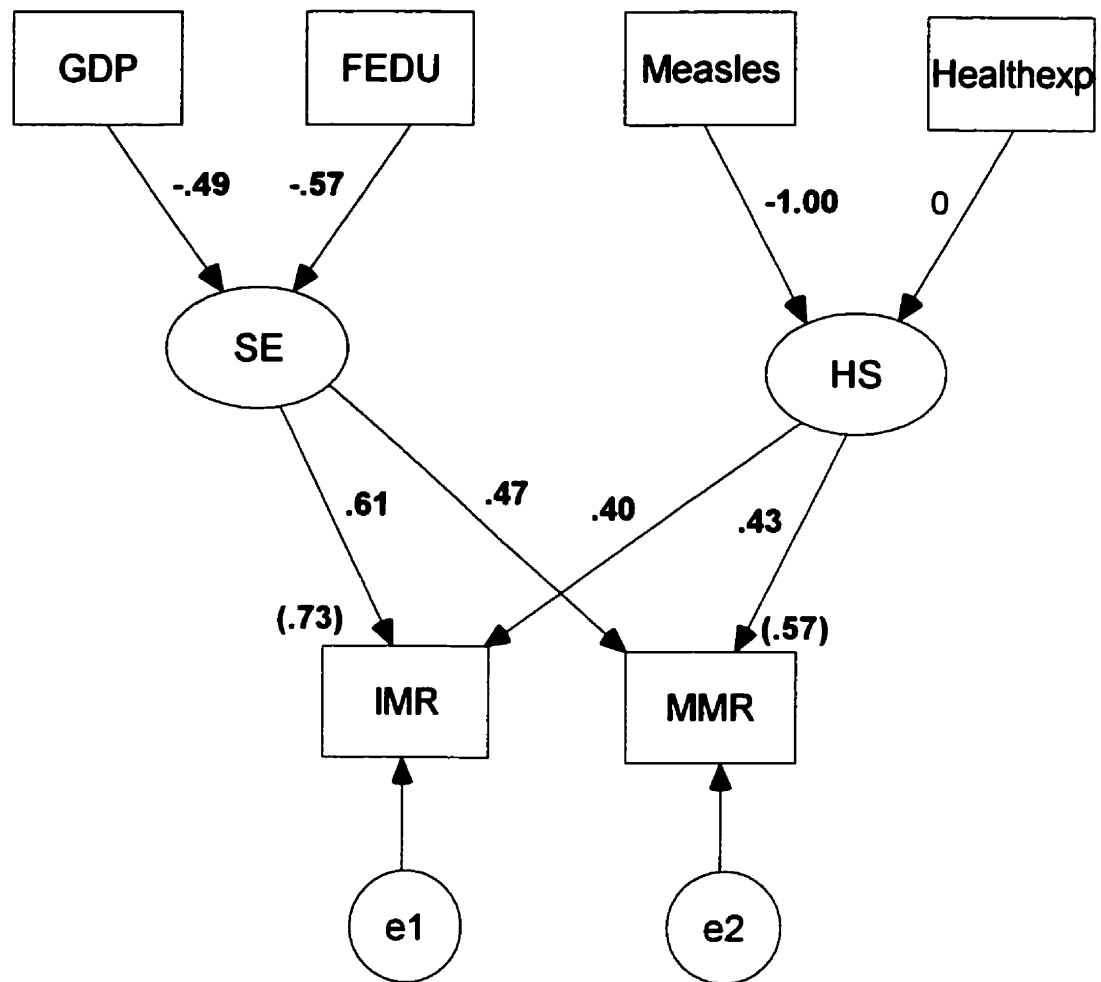 GDP
FEDU
Measles
Healthexp
-.49
-.57
-1.00
0
SE
HS
.61
.47
.40
.43
(.73)
(.57)
IMR
MMR
e1
e2